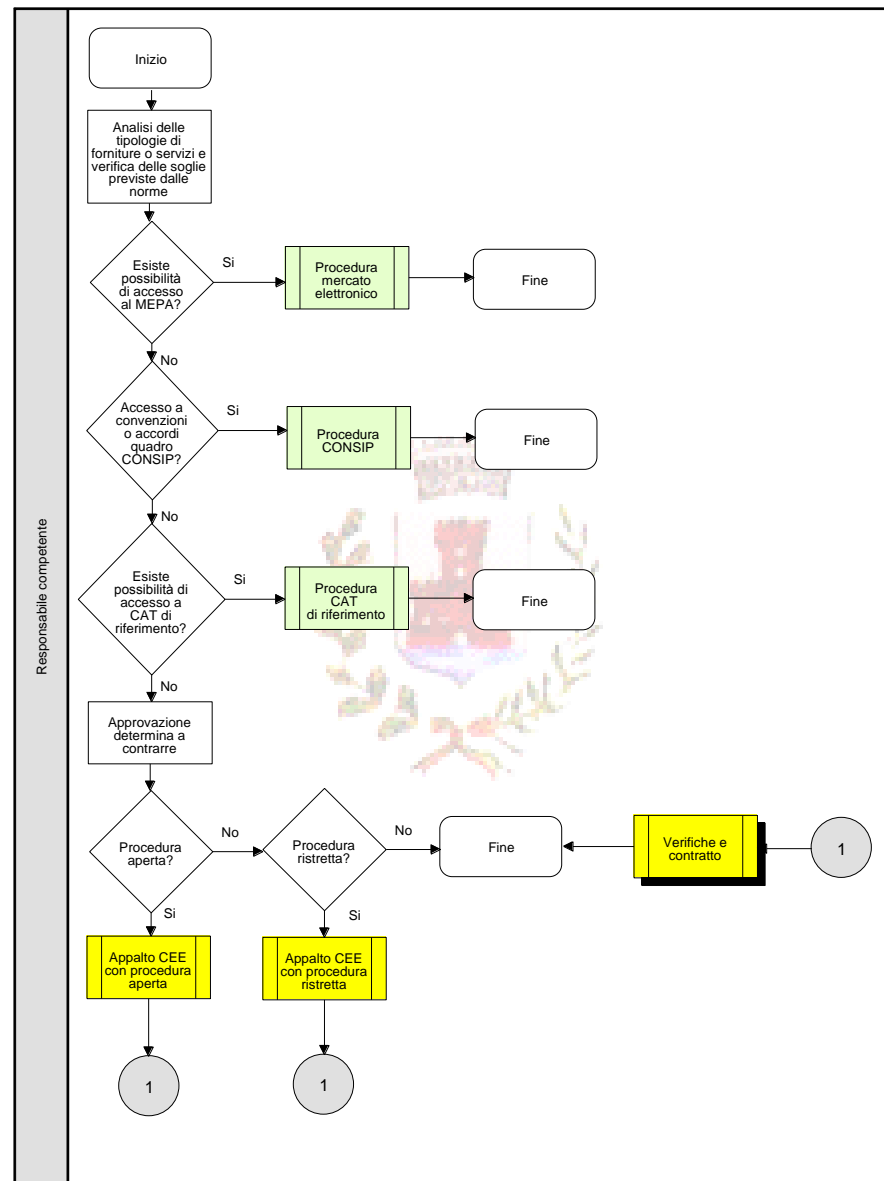 Responsabile competente
Inizio
Analisi delle
tipologie di
forniture o servizi e
verifica delle soglie
previste dalle
norme
Esiste
possibilità
di accesso
al MEPA?
Si
Procedura
mercato
elettronico
Fine
No
Accesso a
convenzioni
o accordi
quadro
CONSIP?
Si
Procedura
CONSIP
Fine
No
Esiste
possibilità di
accesso a
CAT di
riferimento?
Si
Procedura
CAT
di riferimento
Fine
No
Approvazione
determina a
contrarre
Procedura
aperta?
No
Procedura
ristretta?
No
Fine
Verifiche e
contratto
1
Si
Si
Appalto CEE
con procedura
aperta
Appalto CEE
con procedura
ristretta
1
1